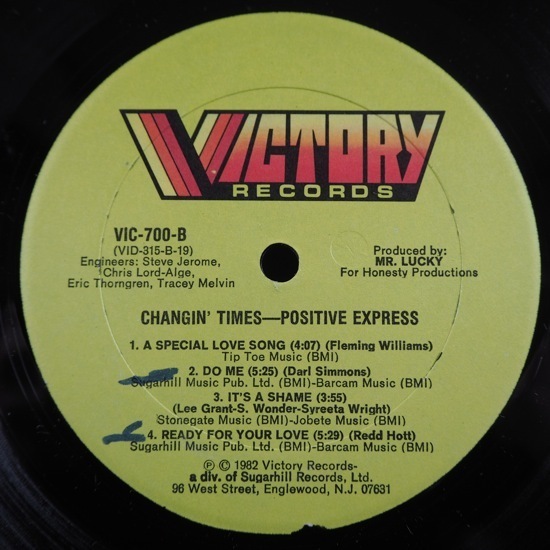 VICTORY
RECORDS
VIC-700-B
(VID-315-B-19)
Engineers: Steve Jerome,
Chris Lord-Alge,
Eric Thorngren, Tracey Melvin
Produced by:
MR. LUCKY
For Honesty Productions
CHANGIN' TIMES—POSITIVE EXPRESS
1. A SPECIAL LOVE SONG (4:07) (Fleming Williams)
Tip Toe Music (BMI)
2. DO ME (5:25) (Darl Simmons)
Sugarhill Music Pub. Ltd. (BMI)-Barcam Music (BMI)
3. IT'S A SHAME (3:55)
(Lee Grant-S. Wonder-Syreeta Wright)
Stonegate Music (BMI)-Jobete Music (BMI)
4. READY FOR YOUR LOVE (5:29) (Redd Hott)
Sugarhill Music Pub. Ltd. (BMI)-Barcam Music (BMI)
℗ © 1982 Victory Records-
a div. of Sugarhill Records, Ltd.
96 West Street, Englewood, N.J. 07631